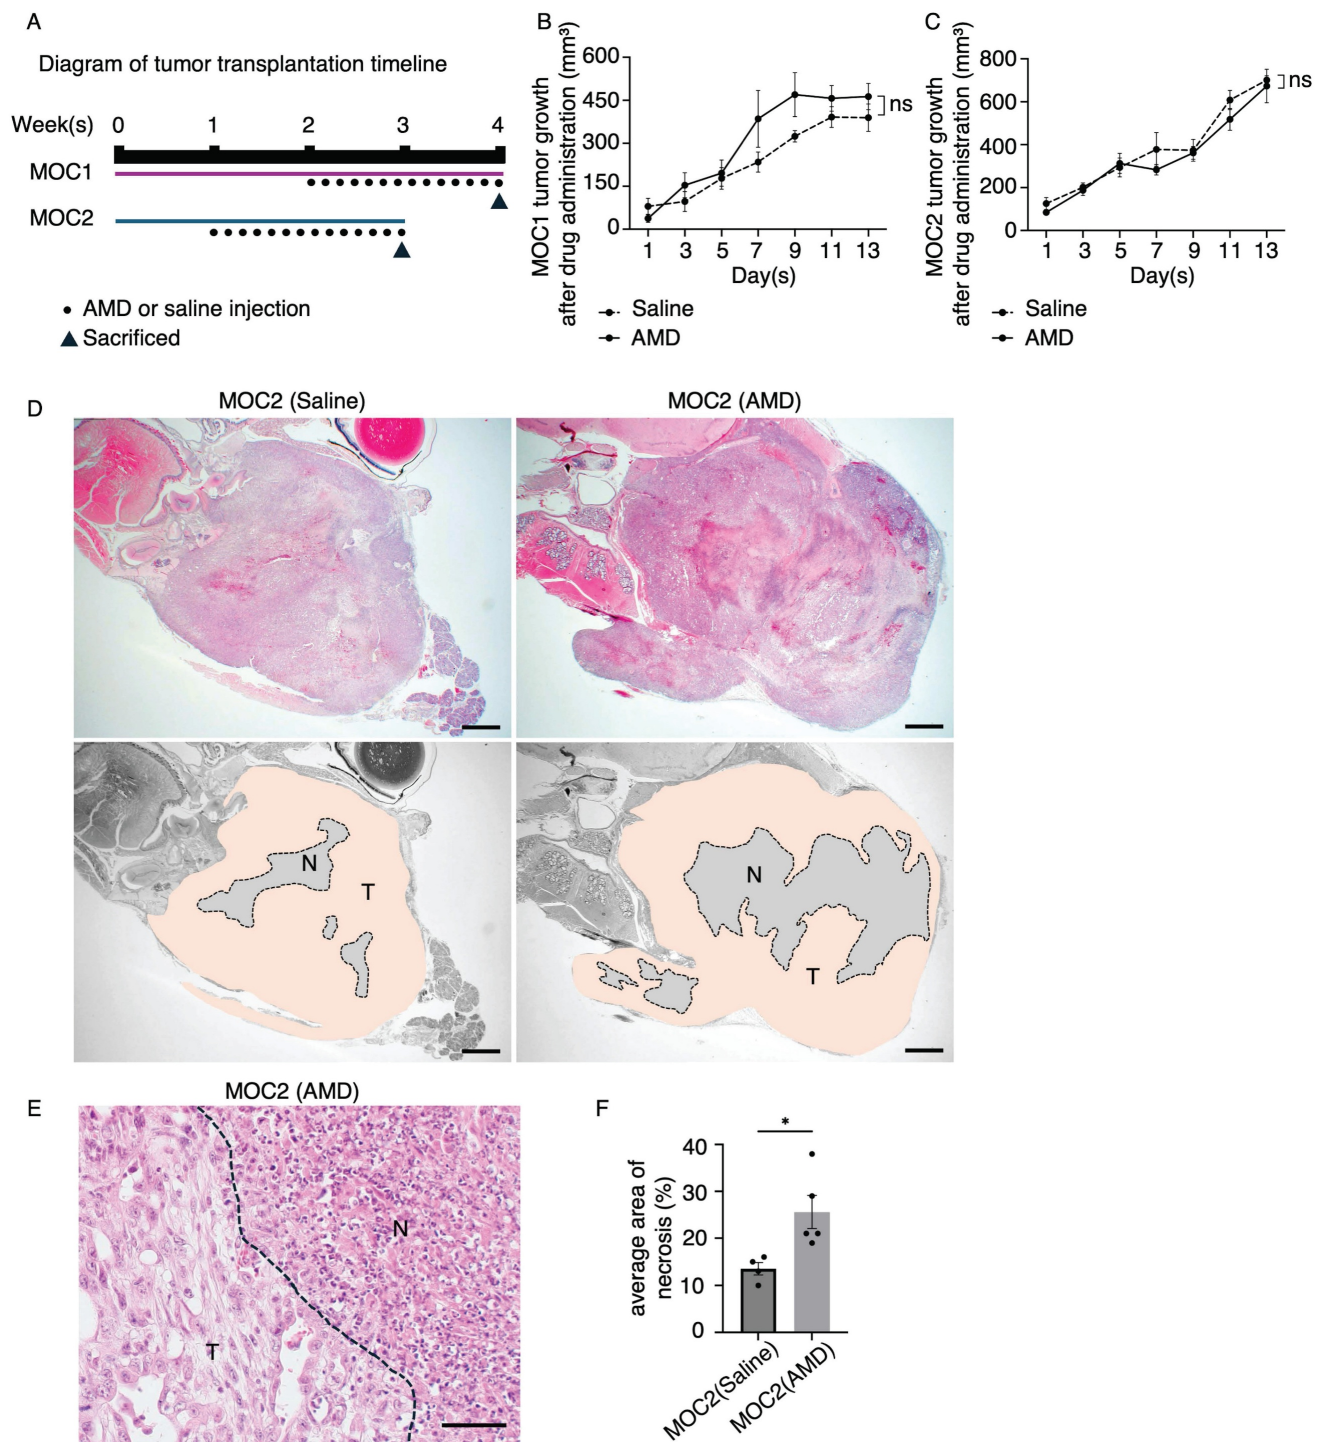 A
Diagram of tumor transplantation timeline
Week(s) 0 1 2 3 4
MOC1
MOC2
AMD or saline injection
Sacrificed
B
MOC1 tumor growth
after drug administration (mm³)
600
450
300
150
0
ns
1 3 5 7 9 11 13
Day(s)
Saline
AMD
C
MOC2 tumor growth
after drug administration (mm³)
800
600
400
200
0
ns
1 3 5 7 9 11 13
Day(s)
Saline
AMD
D
MOC2 (Saline)
MOC2 (AMD)
N
T
N
T
E
MOC2 (AMD)
N
T
F
*
average area of
necrosis (%)
40
30
20
10
0
MOC2(Saline)
MOC2(AMD)